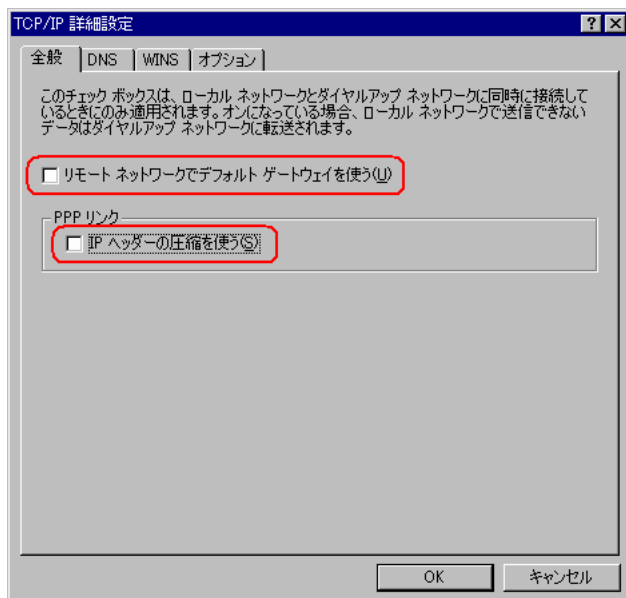 TCP/IP 詳細設定
全般 DNS WINS オプション
このチェック ボックスは、ローカル ネットワークとダイヤルアップ ネットワークに同時に接続して
いるときにのみ適用されます。オンになっている場合、ローカル ネットワークで送信できない
データはダイヤルアップ ネットワークに転送されます。
リモート ネットワークでデフォルト ゲートウェイを使う(U)
PPP リンク
IP ヘッダーの圧縮を使う(S)
OK キャンセル